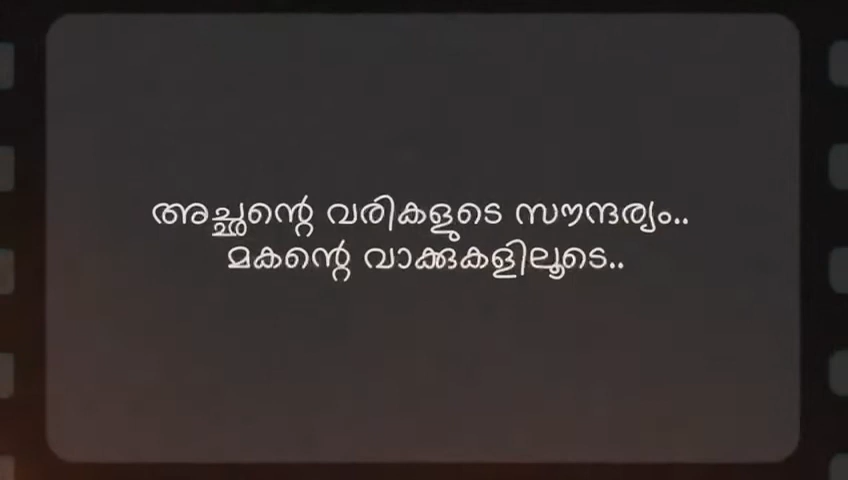 അച്ഛന്റെ വരികളുടെ സൗന്ദര്യം..
മകന്റെ വാക്കുകളിലൂടെ..